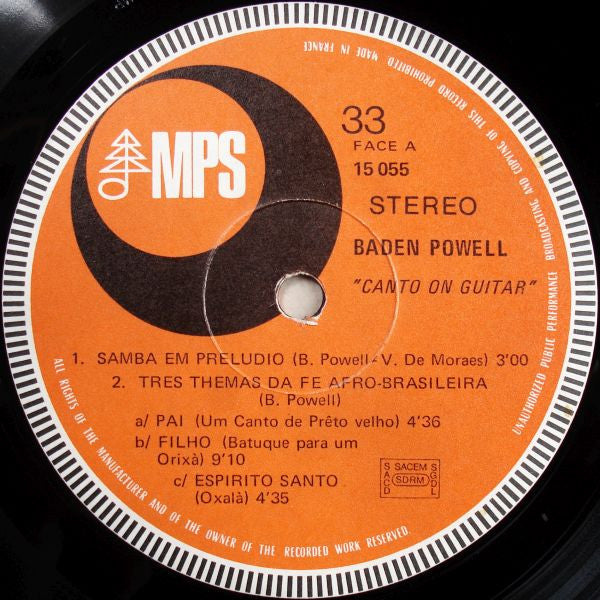 MPS
33
FACE A
15 055
STEREO
BADEN POWELL
"CANTO ON GUITAR"
1. SAMBA EM PRELUDIO (B. Powell-V. De Moraes) 3'00
2. TRES THEMAS DA FE AFRO-BRASILEIRA
(B. Powell)
a/ PAI (Um Canto de Prêto velho) 4'36
b/ FILHO (Batuque para um
Orixà) 9'10
c/ ESPIRITO SANTO
(Oxalà) 4'35
SACD
SACEM
SDRM
SGDL
ALL RIGHTS OF THE MANUFACTURER AND OF THE OWNER OF THE RECORDED WORK RESERVED.
UNAUTHORIZED PUBLIC PERFORMANCE BROADCASTING AND COPYING OF THIS RECORD PROHIBITED MADE IN FRANCE